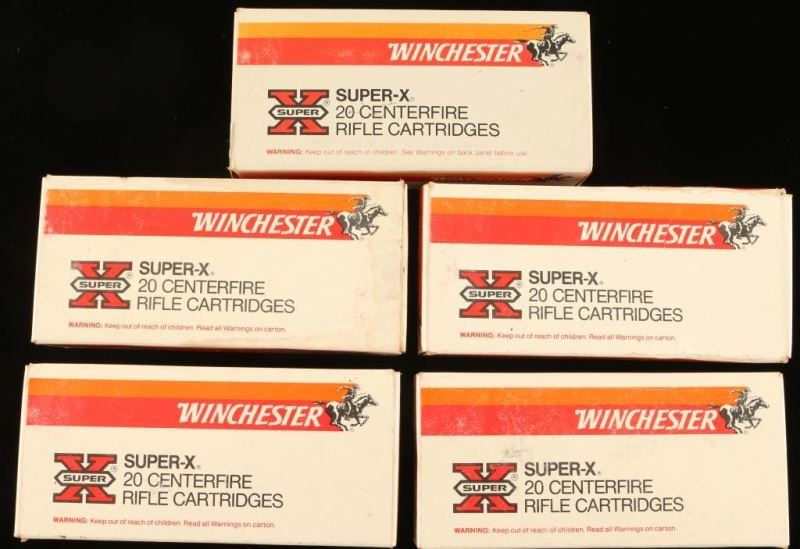 WINCHESTER
X SUPER ®
SUPER-X®
20 CENTERFIRE
RIFLE CARTRIDGES
WARNING: Keep out of reach of children. See Warnings on back panel before use.
WINCHESTER
X SUPER ®
SUPER-X®
20 CENTERFIRE
RIFLE CARTRIDGES
WARNING: Keep out of reach of children. Read all Warnings on carton.
WINCHESTER
X SUPER ®
SUPER-X®
20 CENTERFIRE
RIFLE CARTRIDGES
WARNING: Keep out of reach of children. Read all Warnings on carton.
WINCHESTER
X SUPER ®
SUPER-X®
20 CENTERFIRE
RIFLE CARTRIDGES
WARNING: Keep out of reach of children. Read all Warnings on carton.
WINCHESTER
X SUPER ®
SUPER-X®
20 CENTERFIRE
RIFLE CARTRIDGES
WARNING: Keep out of reach of children. Read all Warnings on carton.